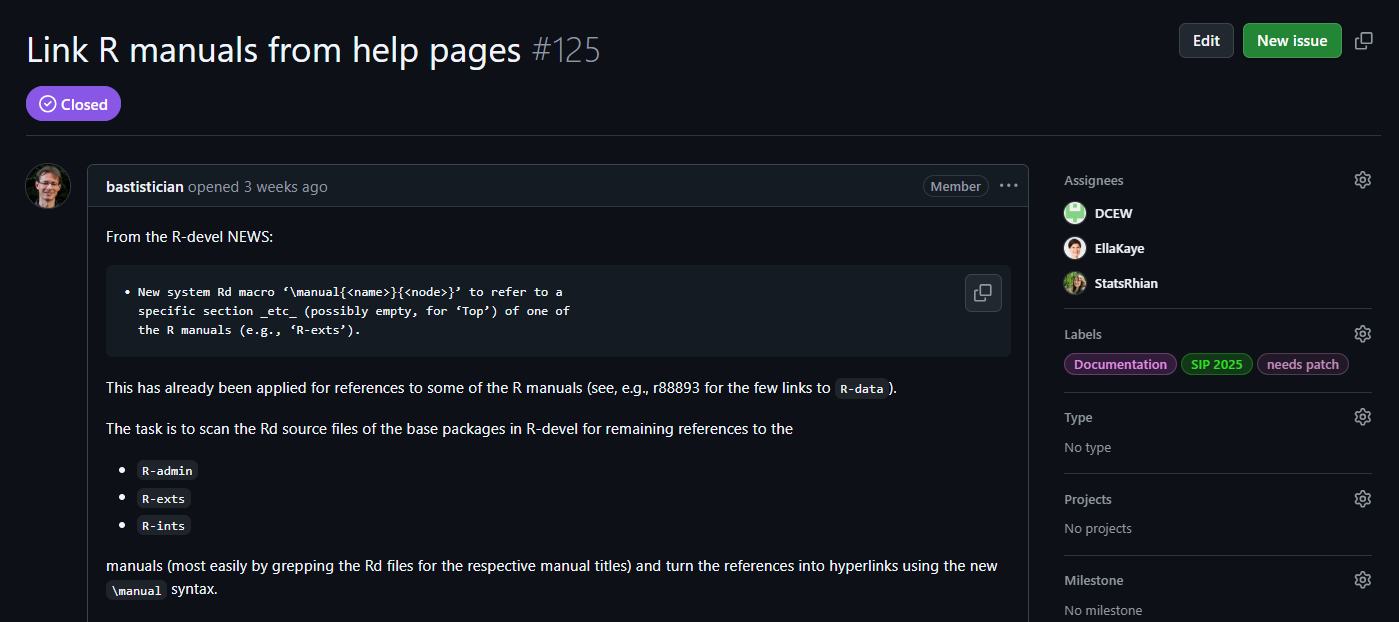 Link R manuals from help pages #125
Edit
New issue
Closed
bastistician opened 3 weeks ago
Member
From the R-devel NEWS:
• New system Rd macro ‘\manual{<name>}{<node>}’ to refer to a
specific section _etc_ (possibly empty, for ‘Top’) of one of
the R manuals (e.g., ‘R-exts’).
This has already been applied for references to some of the R manuals (see, e.g., r88893 for the few links to R-data ).
The task is to scan the Rd source files of the base packages in R-devel for remaining references to the
• R-admin
• R-exts
• R-ints
manuals (most easily by grepping the Rd files for the respective manual titles) and turn the references into hyperlinks using the new
\manual syntax.
Assignees
DCEW
EllaKaye
StatsRhian
Labels
Documentation SIP 2025 needs patch
Type
No type
Projects
No projects
Milestone
No milestone